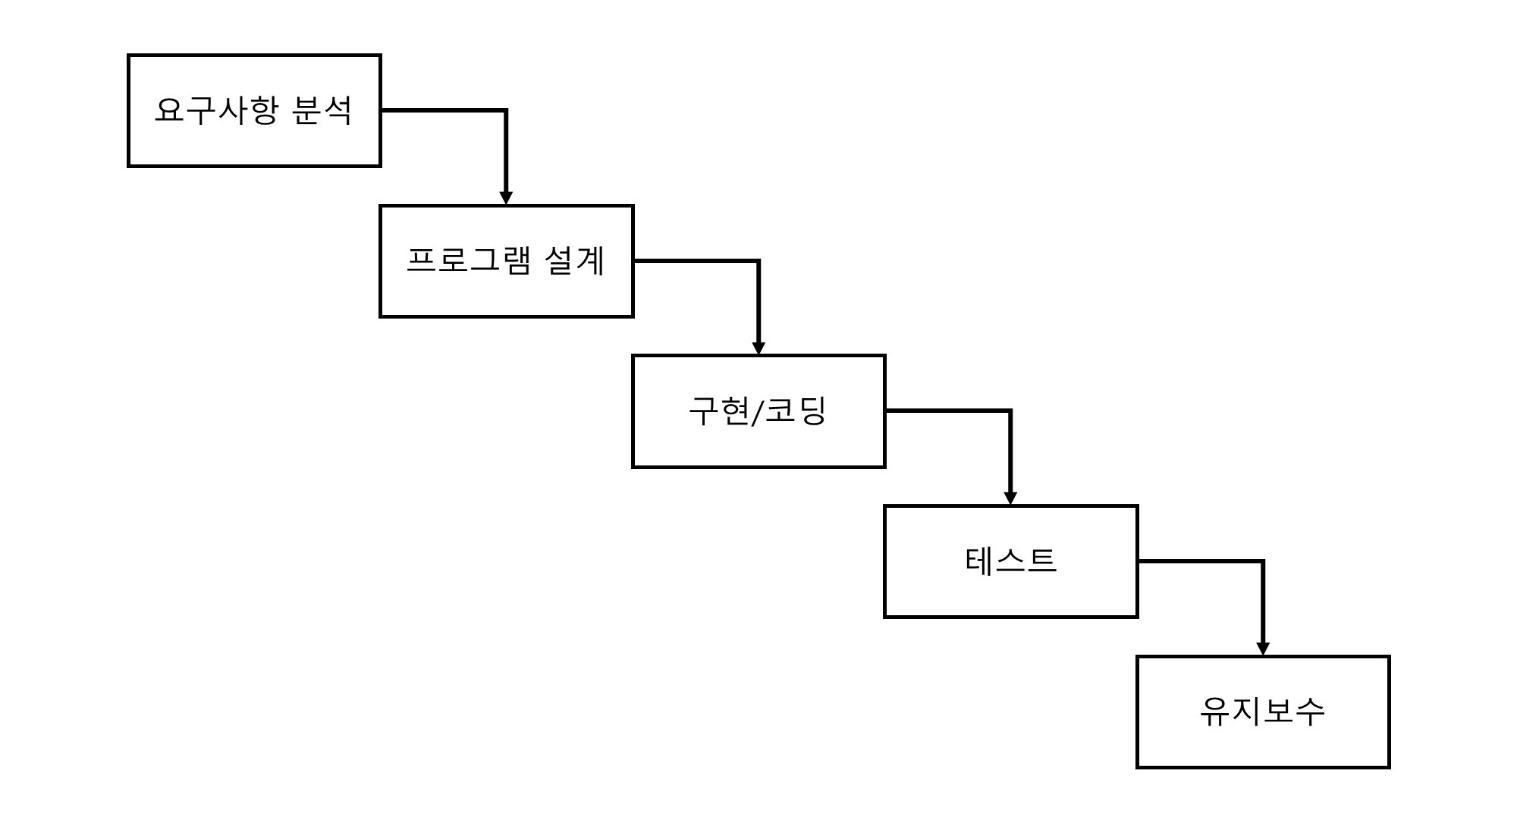 요구사항 분석
프로그램 설계
구현/코딩
테스트
유지보수